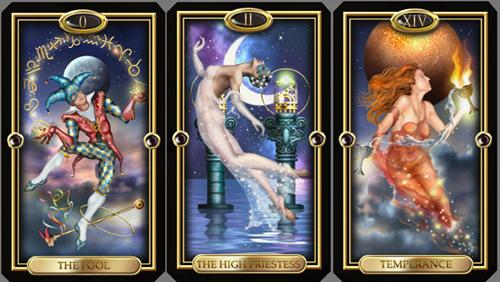 0
THE FOOL
II
THE HIGH PRIESTESS
XIV
TEMPERANCE